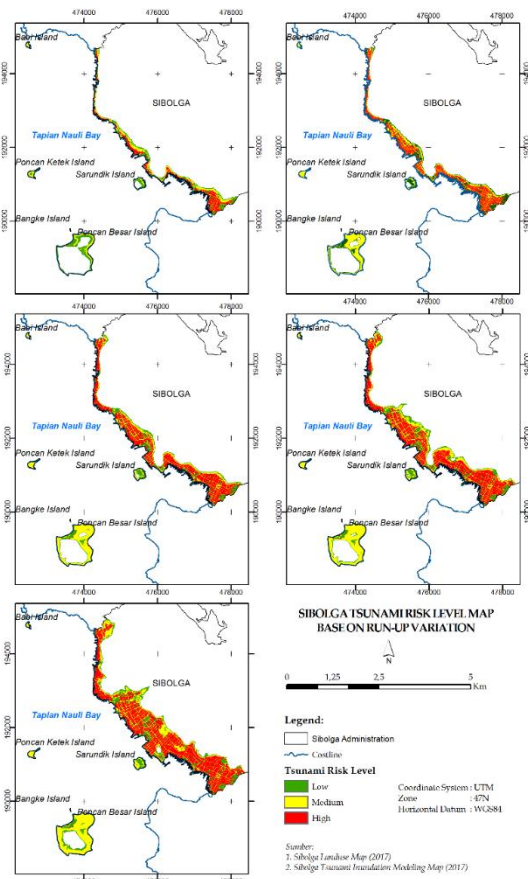 474000 476000 478000
Babi Island
194000
SIBOLGA
Tapian Nauli Bay
192000
Poncan Ketek Island
Sarundik Island
190000
Bangke Island
Poncan Besar Island
474000 476000 478000
474000 476000 478000
Babi Island
194000
SIBOLGA
Tapian Nauli Bay
192000
Poncan Ketek Island
Sarundik Island
190000
Bangke Island
Poncan Besar Island
474000 476000 478000
Babi Island
194000
SIBOLGA
Tapian Nauli Bay
192000
Poncan Ketek Island
Sarundik Island
190000
Bangke Island
Poncan Besar Island
474000 476000 478000
Babi Island
194000
SIBOLGA
Tapian Nauli Bay
192000
Poncan Ketek Island
Sarundik Island
190000
Bangke Island
Poncan Besar Island
Babi Island
194000
SIBOLGA
Tapian Nauli Bay
192000
Poncan Ketek Island
Sarundik Island
190000
Bangke Island
Poncan Besar Island
SIBOLGA TSUNAMI RISK LEVEL MAP
BASE ON RUN-UP VARIATION
N
0 1,25 2,5 5
Km
Legend:
Sibolga Administration
Costline
Tsunami Risk Level
Low
Medium
High
Coordinate System : UTM
Zone : 47N
Horizontal Datum : WGS84
Sumber:
1. Sibolga Landuse Map (2017)
2. Sibolga Tsunami Inundation Modeling Map (2017)